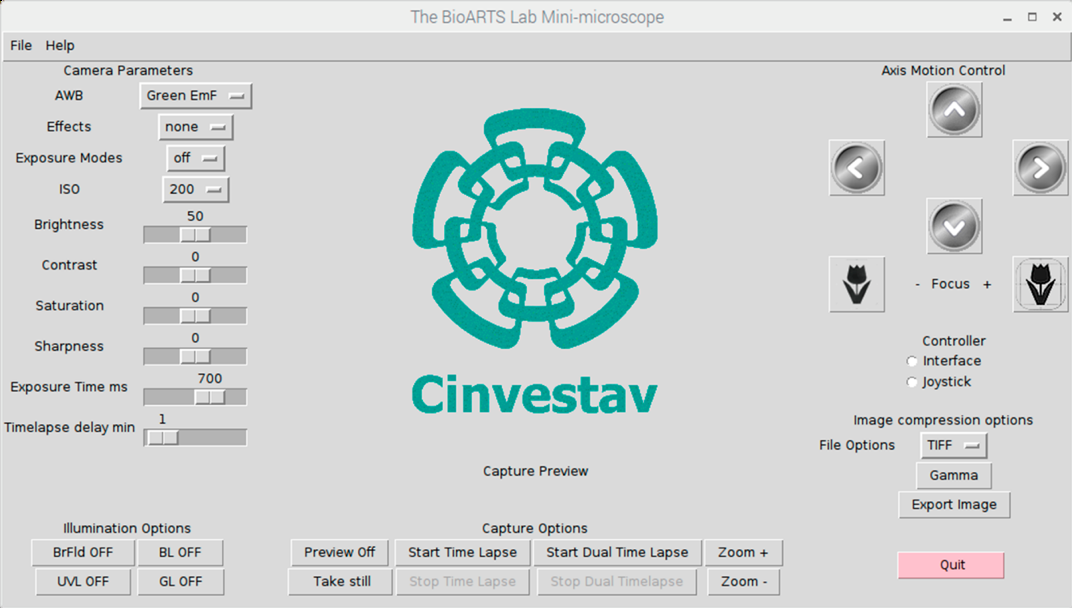 The BioARTS Lab Mini-microscope
File Help
Camera Parameters
AWB Green EmF
Effects none
Exposure Modes off
ISO 200
50
Brightness
0
Contrast
0
Saturation
0
Sharpness
700
Exposure Time ms
1
Timelapse delay min
Illumination Options
BrFld OFF BL OFF
UVL OFF GL OFF
Cinvestav
Capture Preview
Capture Options
Preview Off Start Time Lapse Start Dual Time Lapse Zoom +
Take still Stop Time Lapse Stop Dual Timelapse Zoom -
Axis Motion Control
- Focus +
Controller
Interface
Joystick
Image compression options
File Options TIFF
Gamma
Export Image
Quit